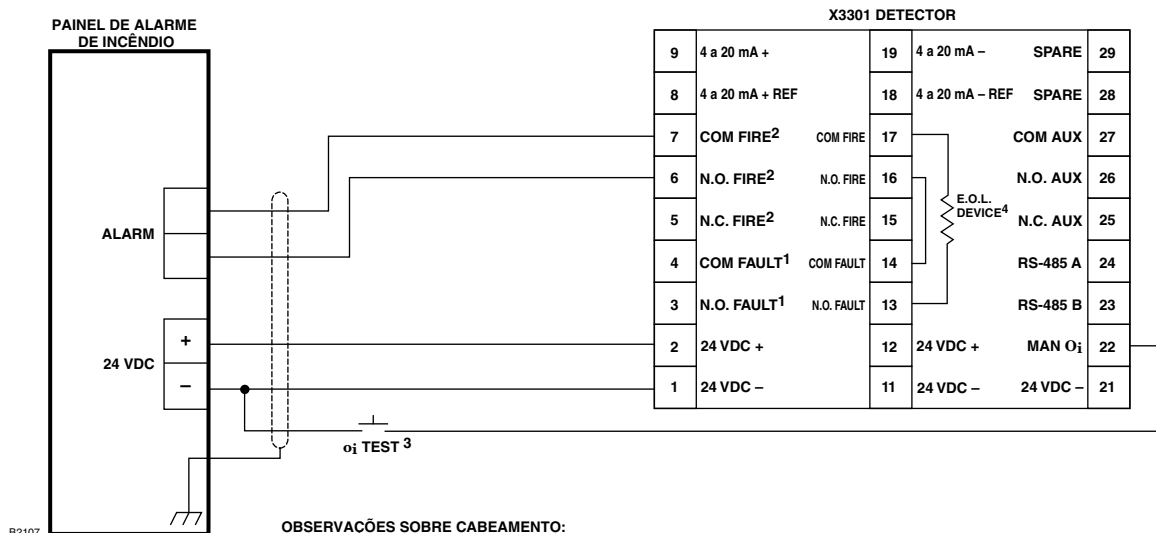 X3301 DETECTOR
PAINEL DE ALARME
DE INCÊNDIO
9 4 a 20 mA + 19 4 a 20 mA – SPARE 29
8 4 a 20 mA + REF 18 4 a 20 mA – REF SPARE 28
7 COM FIRE2 COM FIRE 17 COM AUX 27
6 N.O. FIRE2 N.O. FIRE 16 N.O. AUX 26
E.O.L.
DEVICE4
5 N.C. FIRE2 N.C. FIRE 15 N.C. AUX 25
ALARM
4 COM FAULT1 COM FAULT 14 RS-485 A 24
3 N.O. FAULT1 N.O. FAULT 13 RS-485 B 23
+
2 24 VDC + 12 24 VDC + MAN Oi 22
24 VDC
–
1 24 VDC – 11 24 VDC – 24 VDC – 21
oi TEST 3
OBSERVAÇÕES SOBRE CABEAMENTO: